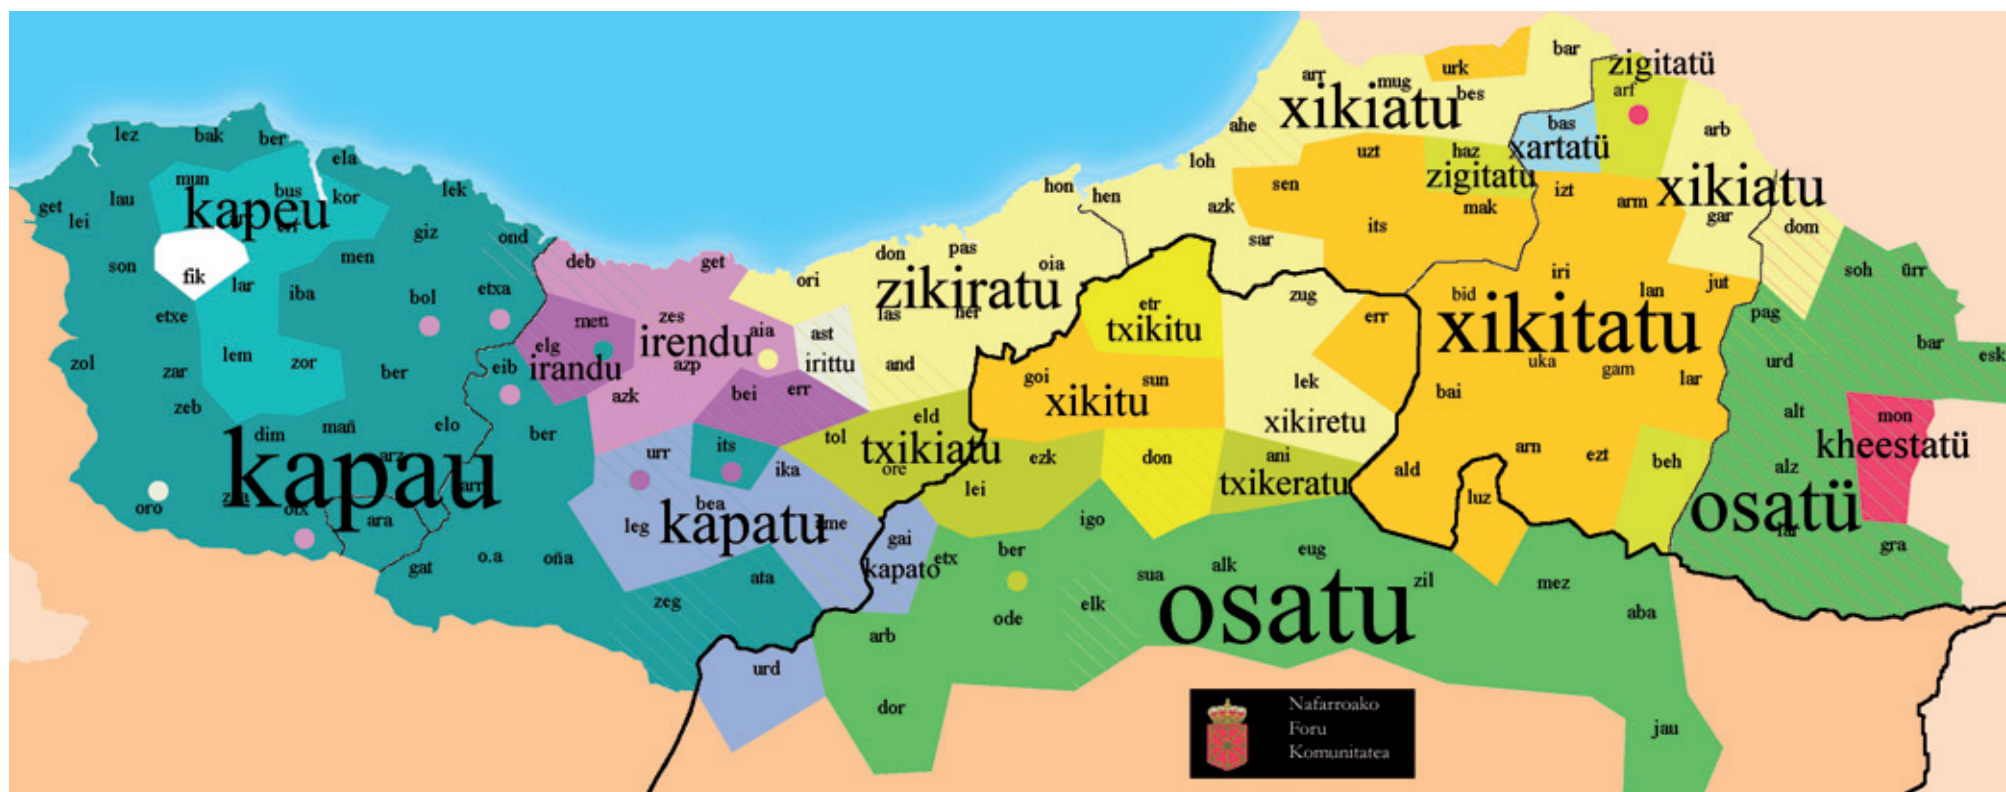 bar
zigitatü
urk
arr
mug
bes
arf
xikiatu
ahe
bas
arb
lez
bak
ber
xartatü
uzt
haz
ela
loh
zigitatu
mun
bus
kor
lek
hon
hen
sen
izt
arm
xikiatu
lau
get
lei
kapeu
azk
mak
gar
giz
ond
its
dom
sar
men
don
pas
oia
son
fik
deb
get
lar
iba
bol
etxa
ori
zikiratu
zug
iri
lan
jut
soh
ürr
bid
etxe
men
zes
aia
ast
las
her
etr
txikitu
err
xikitatu
pag
elg
irendu
bar
esk
zol
zar
lem
zor
ber
eib
irandu
azp
irittu
and
goi
sun
lek
uka
gam
lar
urd
zeb
azk
bei
err
xikitu
xikiretu
bai
alt
mon
dim
mañ
elo
ber
eld
tol
txikiatu
kheestatü
arz
urr
its
ika
ore
ezk
don
ani
arn
ezt
beh
kapau
lei
txikeratu
ald
alz
oro
otx
ara
arr
bea
leg
kapatu
ame
luz
osatü
lar
igo
gai
gra
gat
o.a
oña
kapato
etx
ber
sua
alk
eug
zeg
ata
osatu
zil
mez
elk
ode
aba
arb
urd
dor
jau
Nafarroako
Foru
Komunitatea